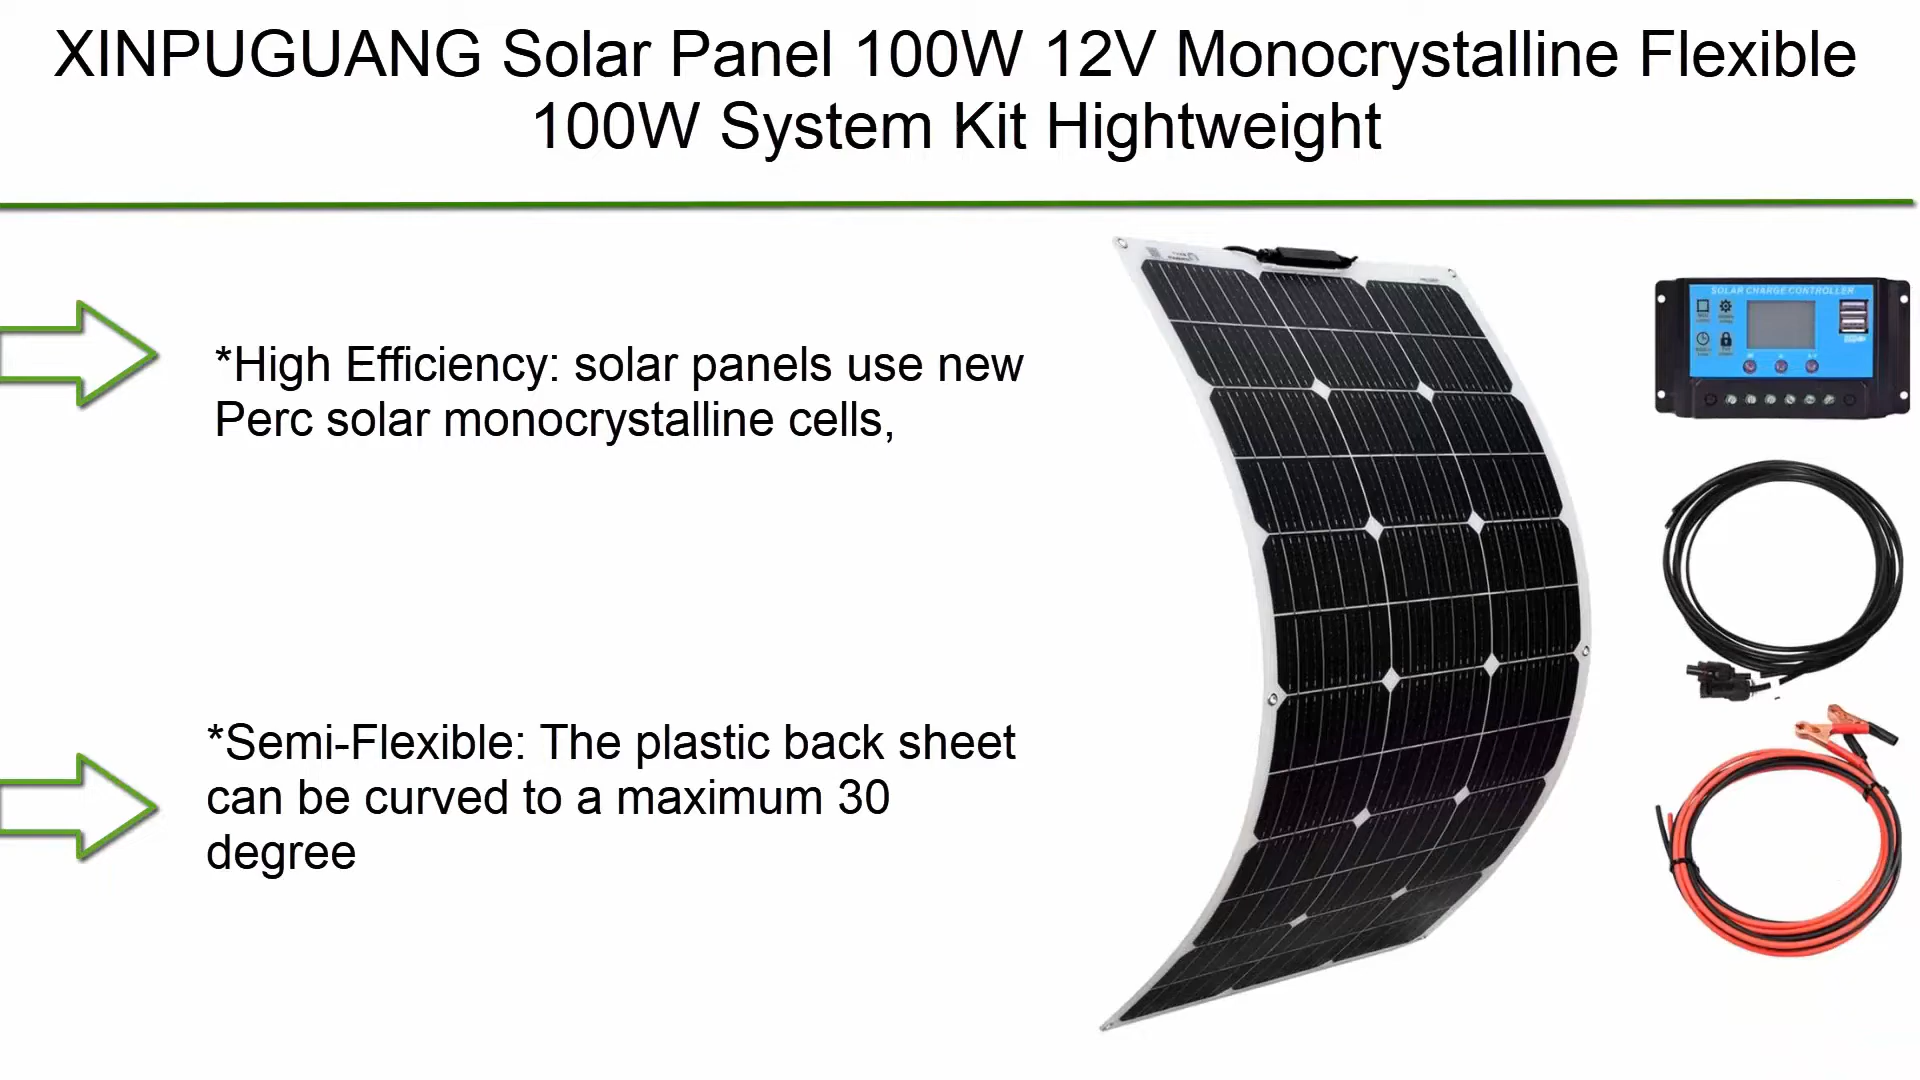 XINPUGUANG Solar Panel 100W 12V Monocrystalline Flexible
100W System Kit Hightweight
*High Efficiency: solar panels use new
Perc solar monocrystalline cells,
*Semi-Flexible: The plastic back sheet
can be curved to a maximum 30
degree
SOLAR CHARGE CONTROLLER